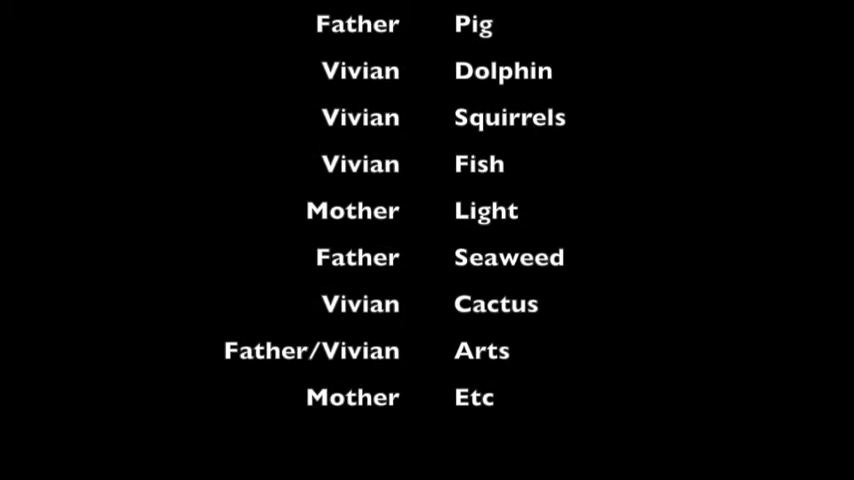 Father Pig
Vivian Dolphin
Vivian Squirrels
Vivian Fish
Mother Light
Father Seaweed
Vivian Cactus
Father/Vivian Arts
Mother Etc